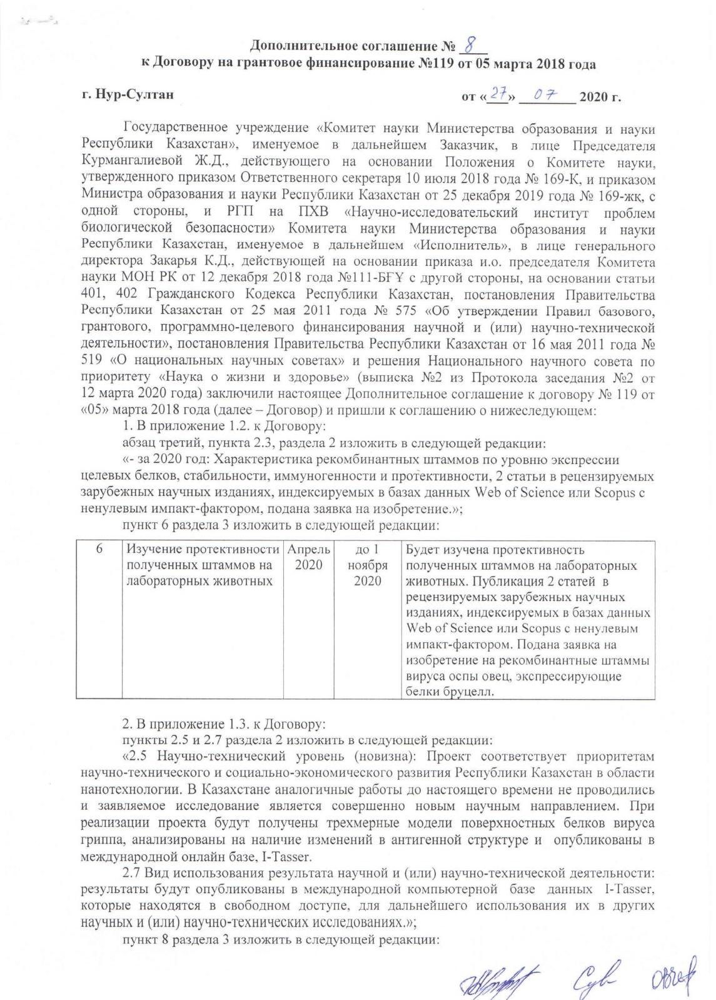 Дополнительное соглашение № 8
к Договору на грантовое финансирование №119 от 05 марта 2018 года
г. Нур-Султан от «27» 07 2020 г.
Государственное учреждение «Комитет науки Министерства образования и науки
Республики Казахстан», именуемое в дальнейшем Заказчик, в лице Председателя
Курмангалиевой Ж.Д., действующего на основании Положения о Комитете науки,
утвержденного приказом Ответственного секретаря 10 июля 2018 года № 169-К, и приказом
Министра образования и науки Республики Казахстан от 25 декабря 2019 года № 169-жқ, с
одной стороны, и РГП на ПХВ «Научно-исследовательский институт проблем
биологической безопасности» Комитета науки Министерства образования и науки
Республики Казахстан, именуемое в дальнейшем «Исполнитель», в лице генерального
директора Закарья К.Д., действующей на основании приказа и.о. председателя Комитета
науки МОН РК от 12 декабря 2018 года №111-БҒҮ с другой стороны, на основании статьи
401, 402 Гражданского Кодекса Республики Казахстан, постановления Правительства
Республики Казахстан от 25 мая 2011 года № 575 «Об утверждении Правил базового,
грантового, программно-целевого финансирования научной и (или) научно-технической
деятельности», постановления Правительства Республики Казахстан от 16 мая 2011 года №
519 «О национальных научных советах» и решения Национального научного совета по
приоритету «Наука о жизни и здоровье» (выписка №2 из Протокола заседания №2 от
12 марта 2020 года) заключили настоящее Дополнительное соглашение к договору № 119 от
«05» марта 2018 года (далее – Договор) и пришли к соглашению о нижеследующем:
1. В приложение 1.2. к Договору:
абзац третий, пункта 2.3, раздела 2 изложить в следующей редакции:
«- за 2020 год: Характеристика рекомбинантных штаммов по уровню экспрессии
целевых белков, стабильности, иммуногенности и протективности, 2 статьи в рецензируемых
зарубежных научных изданиях, индексируемых в базах данных Web of Science или Scopus с
ненулевым импакт-фактором, подана заявка на изобретение.»;
пункт 6 раздела 3 изложить в следующей редакции:
6 Изучение протективности Апрель до 1 Будет изучена протективность
полученных штаммов на 2020 ноября полученных штаммов на лабораторных
лабораторных животных 2020 животных. Публикация 2 статей в
рецензируемых зарубежных научных
изданиях, индексируемых в базах данных
Web of Science или Scopus с ненулевым
импакт-фактором. Подана заявка на
изобретение на рекомбинантные штаммы
вируса оспы овец, экспрессирующие
белки бруцелл.
2. В приложение 1.3. к Договору:
пункты 2.5 и 2.7 раздела 2 изложить в следующей редакции:
«2.5 Научно-технический уровень (новизна): Проект соответствует приоритетам
научно-технического и социально-экономического развития Республики Казахстан в области
нанотехнологии. В Казахстане аналогичные работы до настоящего времени не проводились
и заявляемое исследование является совершенно новым научным направлением. При
реализации проекта будут получены трехмерные модели поверхностных белков вируса
гриппа, анализированы на наличие изменений в антигенной структуре и опубликованы в
международной онлайн базе, I-Tasser.
2.7 Вид использования результата научной и (или) научно-технической деятельности:
результаты будут опубликованы в международной компьютерной базе данных I-Tasser,
которые находятся в свободном доступе, для дальнейшего использования их в других
научных и (или) научно-технических исследованиях.»;
пункт 8 раздела 3 изложить в следующей редакции: